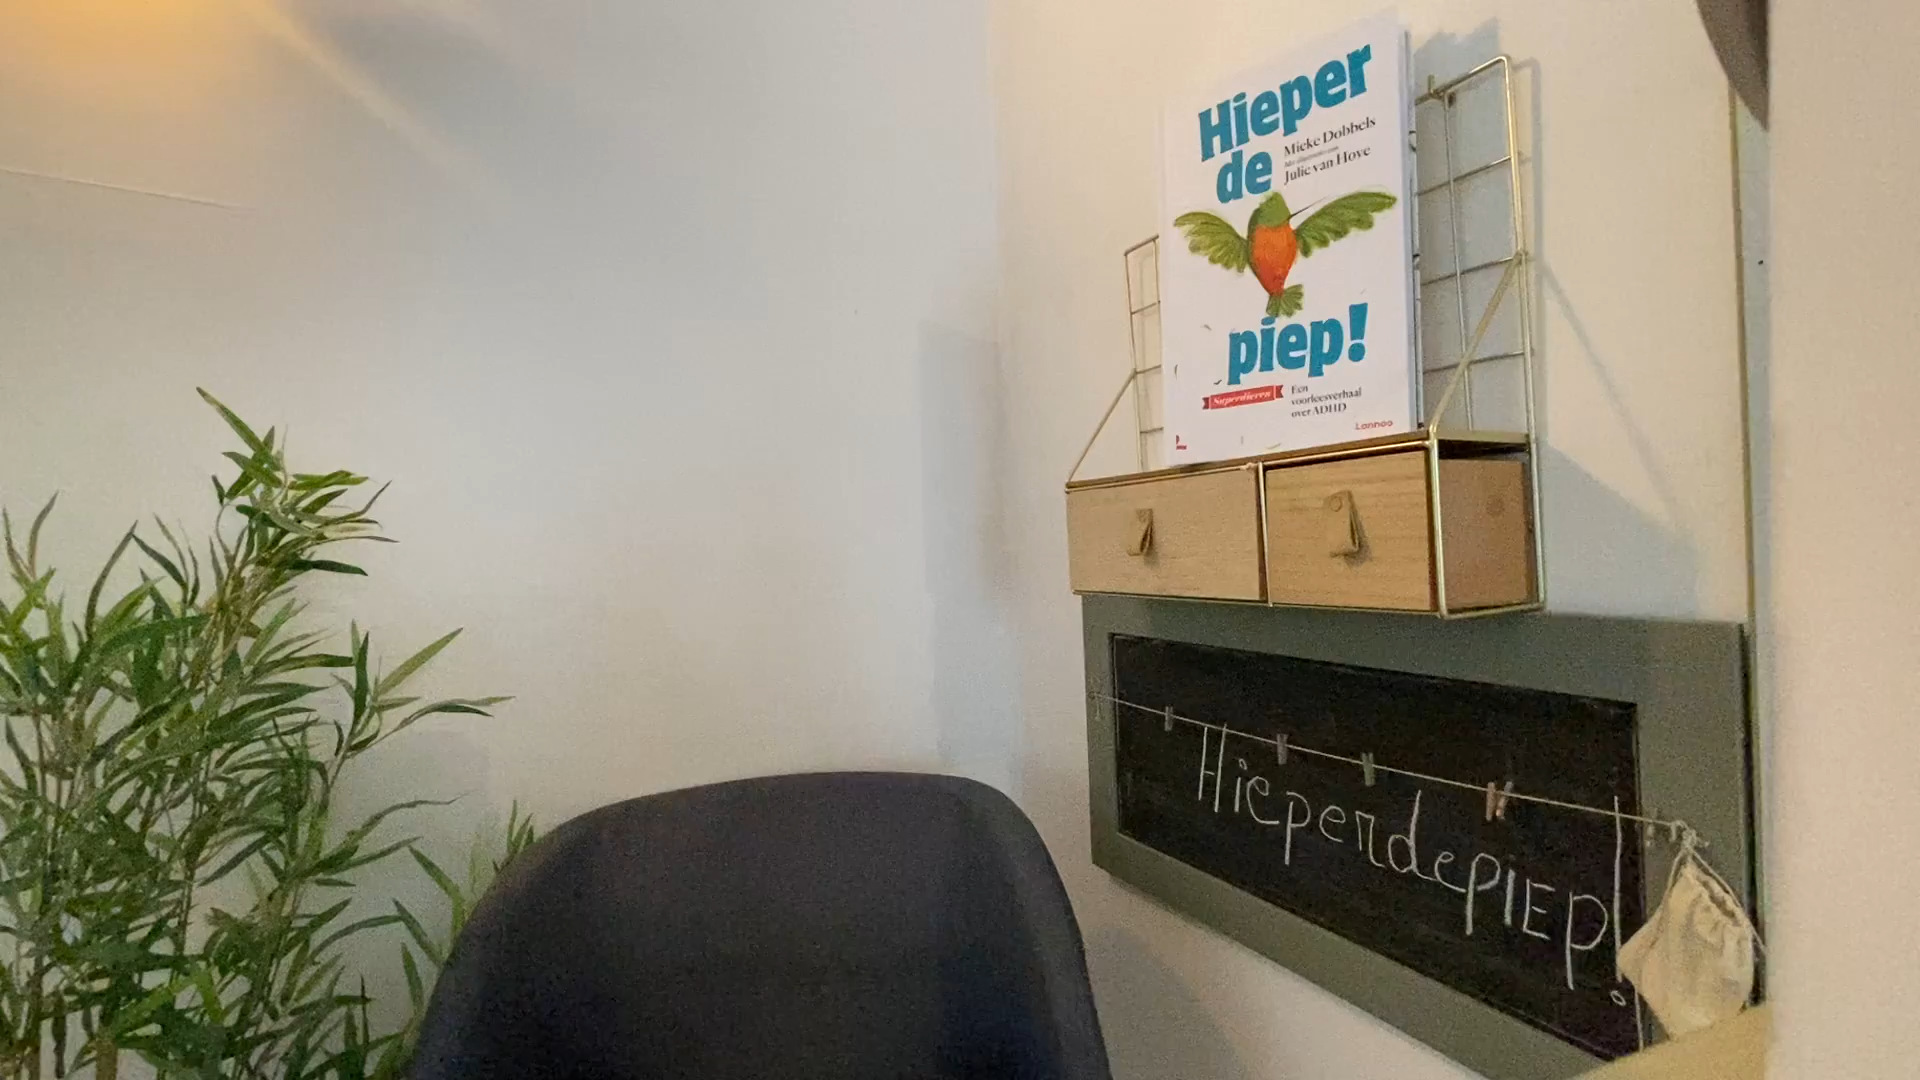 Hieper
de
Mieke Dobbels
Julie van Hove
piep!
Superdieren
Een
voorleesverhaal
over ADHD
Lannoo
HieperdepIEP!